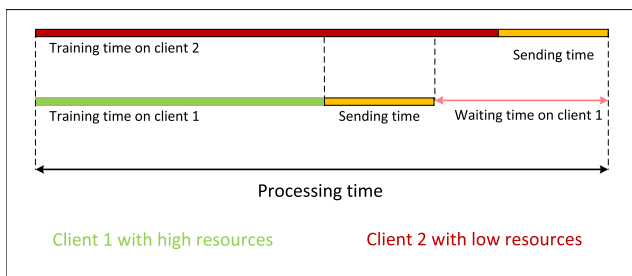 Training time on client 2
Sending time
Training time on client 1
Sending time
Waiting time on client 1
Processing time
Client 1 with high resources
Client 2 with low resources